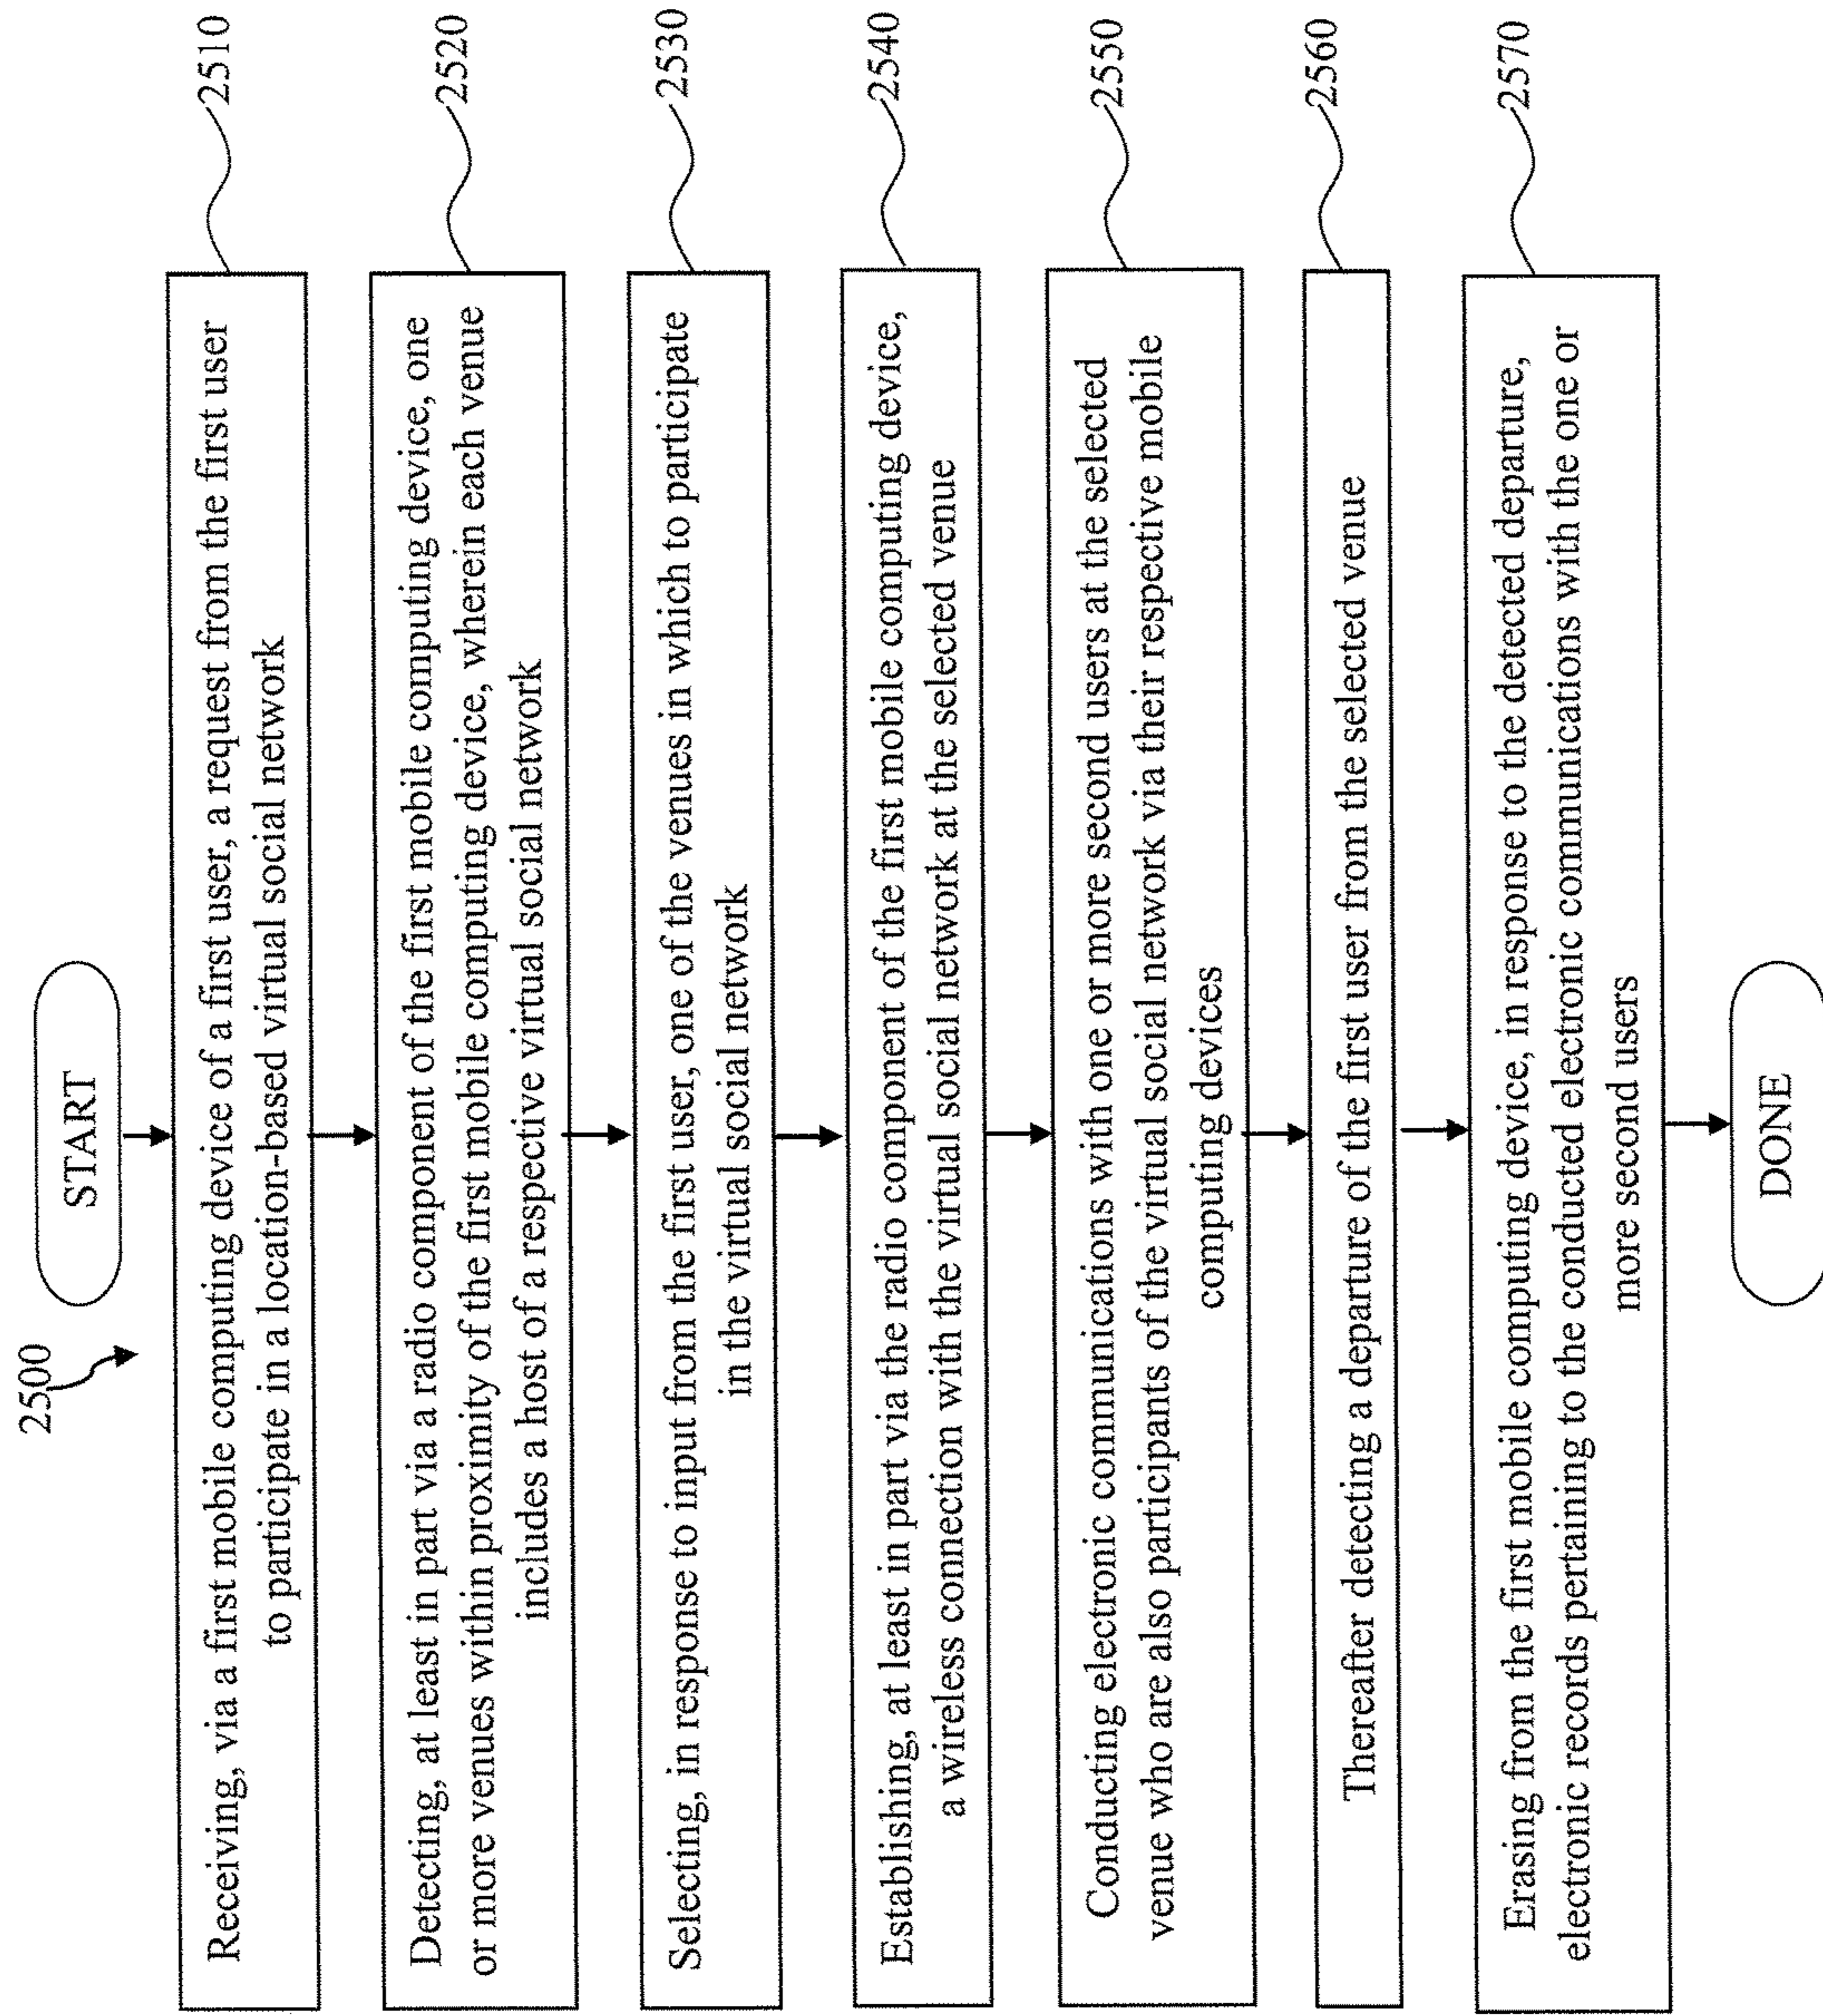 2500
START
Receiving, via a first mobile computing device of a first user, a request from the first user
to participate in a location-based virtual social network
2510
Detecting, at least in part via a radio component of the first mobile computing device, one
or more venues within proximity of the first mobile computing device, wherein each venue
includes a host of a respective virtual social network
2520
Selecting, in response to input from the first user, one of the venues in which to participate
in the virtual social network
2530
Establishing, at least in part via the radio component of the first mobile computing device,
a wireless connection with the virtual social network at the selected venue
2540
Conducting electronic communications with one or more second users at the selected
venue who are also participants of the virtual social network via their respective mobile
computing devices
2550
Thereafter detecting a departure of the first user from the selected venue
2560
Erasing from the first mobile computing device, in response to the detected departure,
electronic records pertaining to the conducted electronic communications with the one or
more second users
2570
DONE